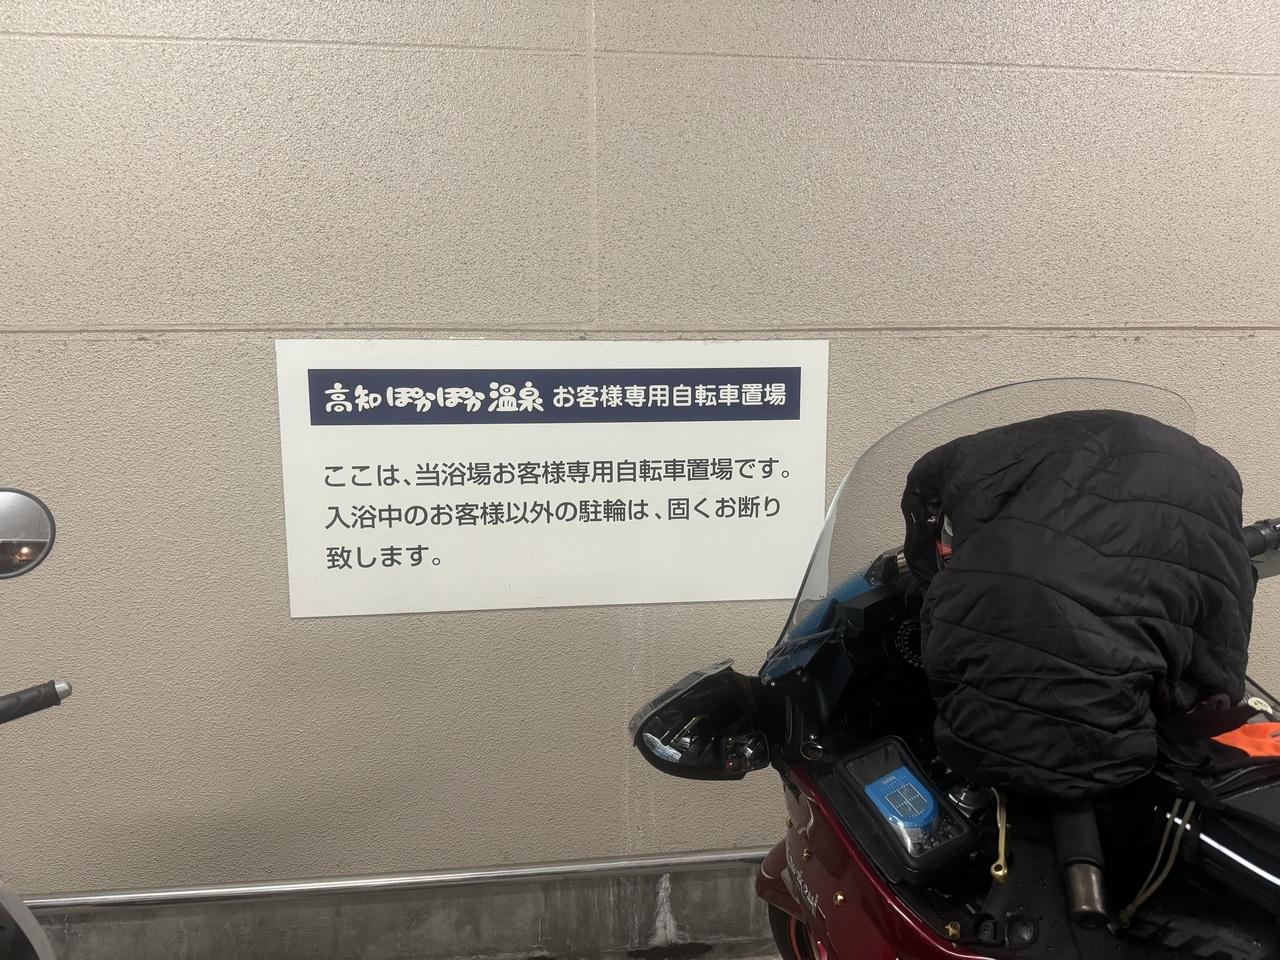 高知ぽかぽか温泉 お客様専用自転車置場
ここは、当浴場お客様専用自転車置場です。
入浴中のお客様以外の駐輪は、固くお断り
致します。